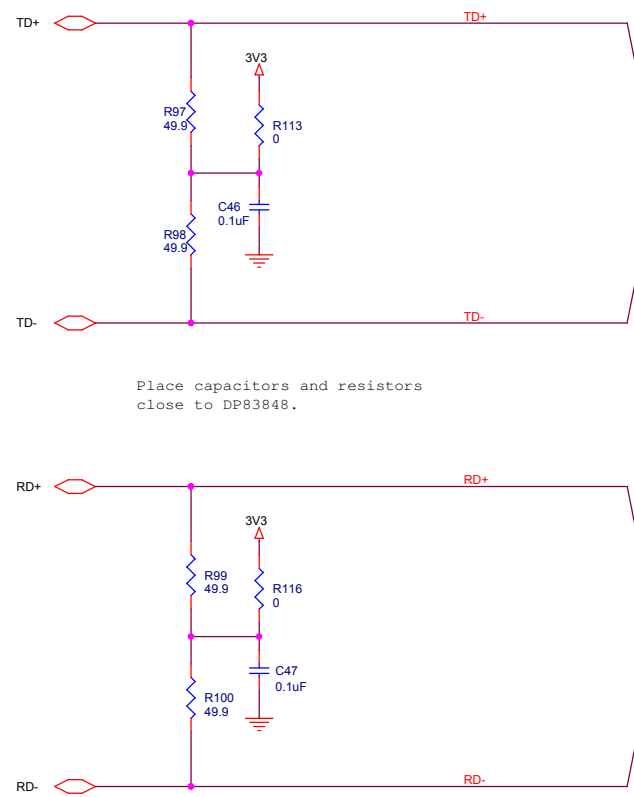 TD+
TD+
3V3
R97
49.9
R113
0
C46
0.1uF
R98
49.9
TD-
TD-
Place capacitors and resistors
close to DP83848.
RD+
RD+
3V3
R99
49.9
R116
0
C47
0.1uF
R100
49.9
RD-
RD-